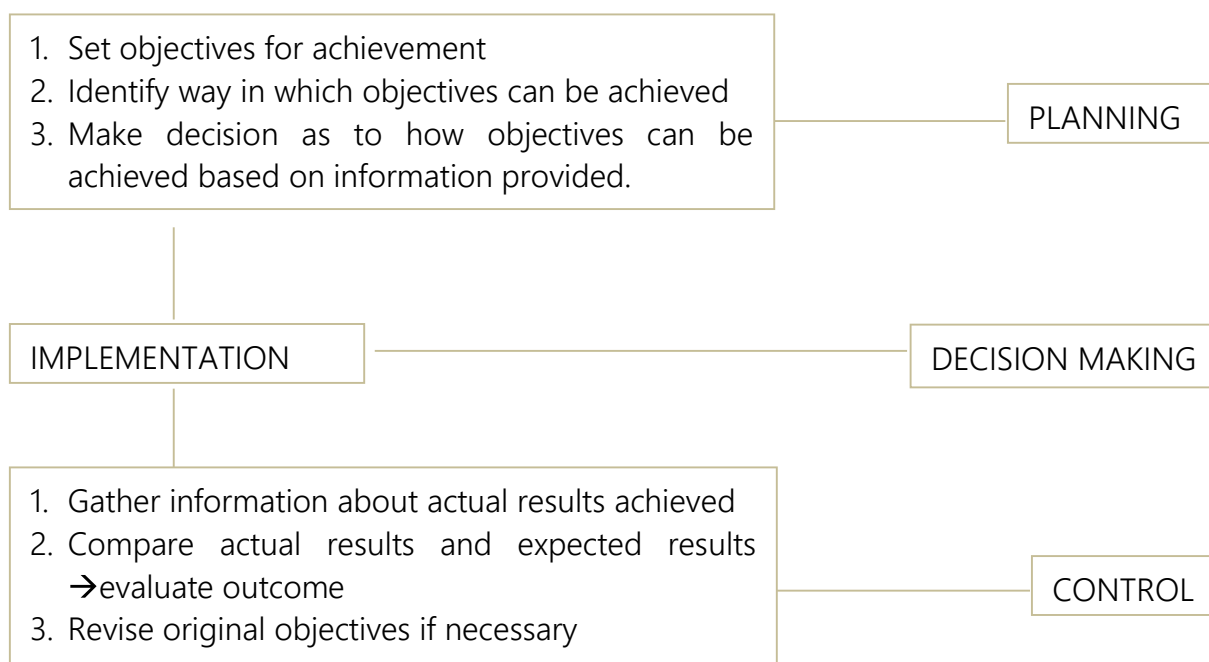 1. Set objectives for achievement
2. Identify way in which objectives can be achieved
3. Make decision as to how objectives can be
achieved based on information provided.
PLANNING
IMPLEMENTATION
DECISION MAKING
1. Gather information about actual results achieved
2. Compare actual results and expected results
→evaluate outcome
3. Revise original objectives if necessary
CONTROL